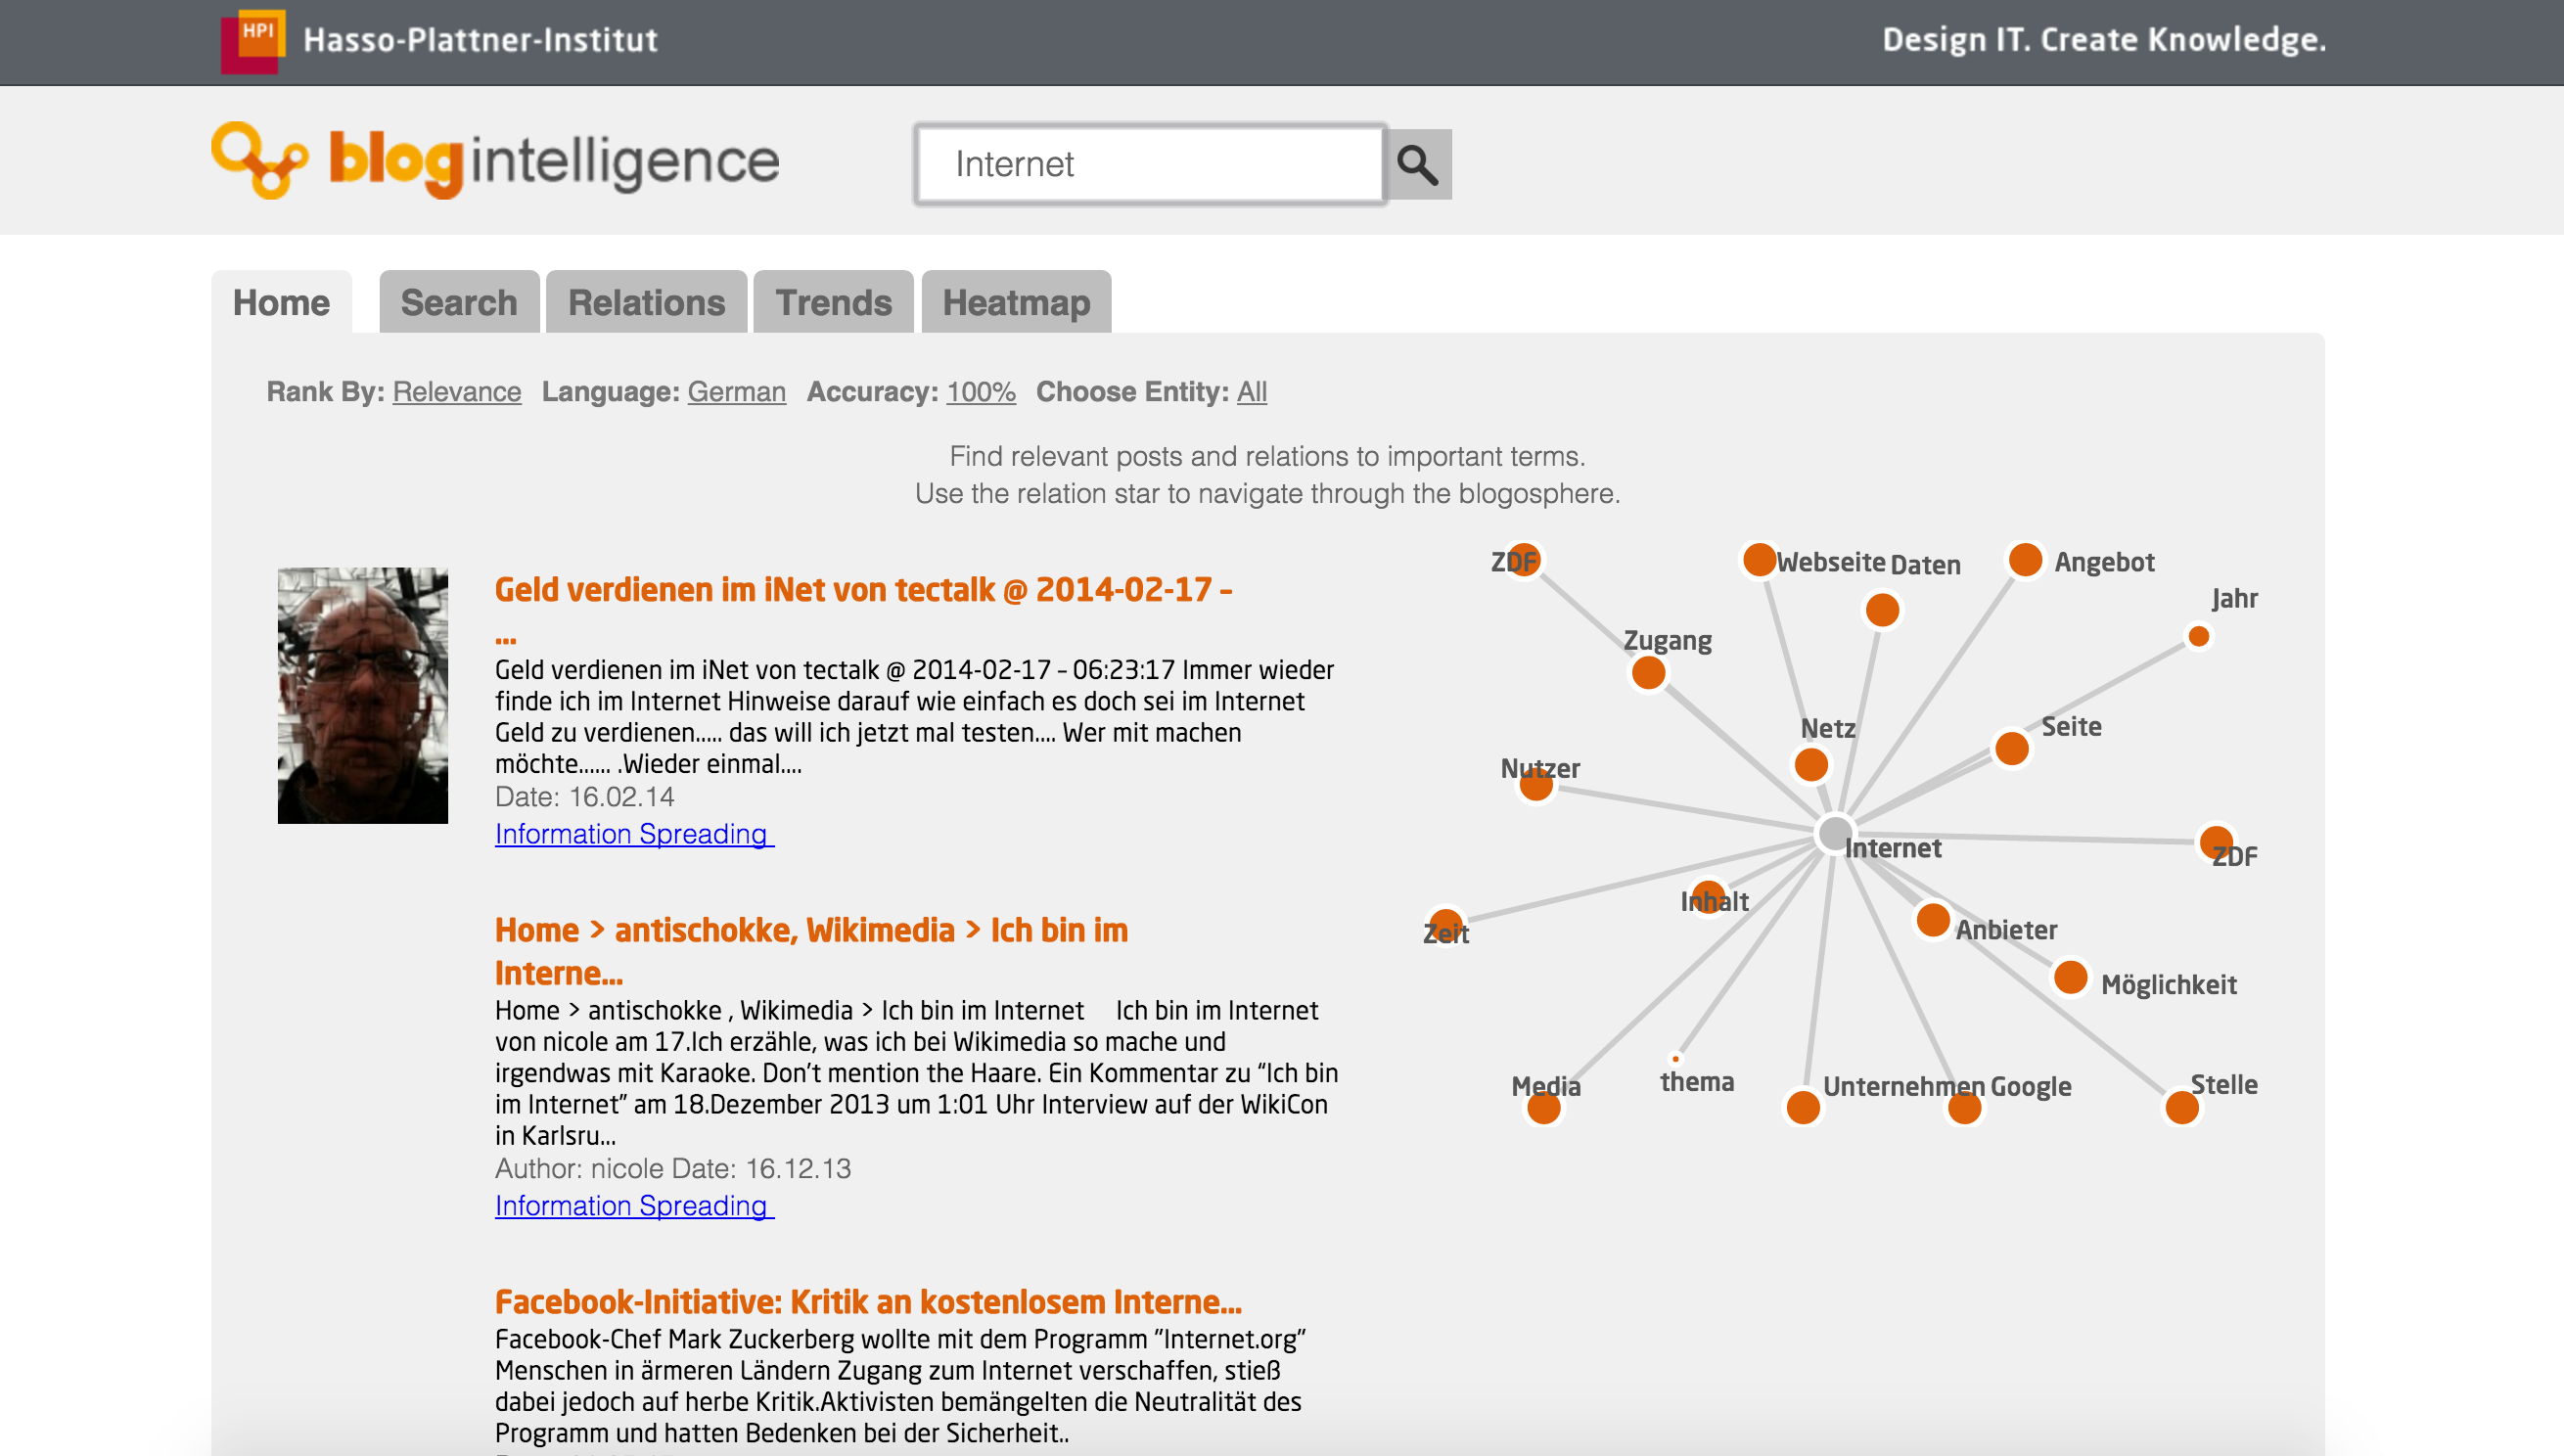 HPI Hasso-Plattner-Institut
Design IT. Create Knowledge.
blogintelligence
Internet
Home Search Relations Trends Heatmap
Rank By: Relevance Language: German Accuracy: 100% Choose Entity: All
Find relevant posts and relations to important terms.
Use the relation star to navigate through the blogosphere.
Geld verdienen im iNet von tectalk @ 2014-02-17 –
...
Geld verdienen im iNet von tectalk @ 2014-02-17 – 06:23:17 Immer wieder
finde ich im Internet Hinweise darauf wie einfach es doch sei im Internet
Geld zu verdienen..... das will ich jetzt mal testen.... Wer mit machen
möchte...... .Wieder einmal....
Date: 16.02.14
Information Spreading
Home > antischokke, Wikimedia > Ich bin im
Interne...
Home > antischokke , Wikimedia > Ich bin im Internet Ich bin im Internet
von nicole am 17.Ich erzähle, was ich bei Wikimedia so mache und
irgendwas mit Karaoke. Don’t mention the Haare. Ein Kommentar zu “Ich bin
im Internet” am 18.Dezember 2013 um 1:01 Uhr Interview auf der WikiCon
in Karlsru...
Author: nicole Date: 16.12.13
Information Spreading
Facebook-Initiative: Kritik an kostenlosem Interne...
Facebook-Chef Mark Zuckerberg wollte mit dem Programm "Internet.org"
Menschen in ärmeren Ländern Zugang zum Internet verschaffen, stieß
dabei jedoch auf herbe Kritik.Aktivisten bemängelten die Neutralität des
Programm und hatten Bedenken bei der Sicherheit..
ZDF
Webseite
Daten
Angebot
Jahr
Zugang
Netz
Seite
Nutzer
Internet
ZDF
Inhalt
Zeit
Anbieter
Möglichkeit
Media
thema
Unternehmen
Google
Stelle